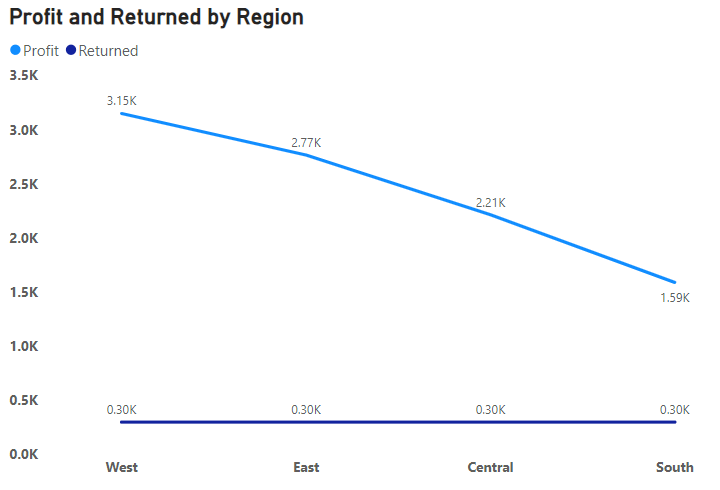 Profit and Returned by Region
Profit Returned
3.5K
3.15K
3.0K
2.77K
2.5K
2.21K
2.0K
1.5K
1.59K
1.0K
0.5K
0.30K 0.30K 0.30K 0.30K
0.0K
West East Central South